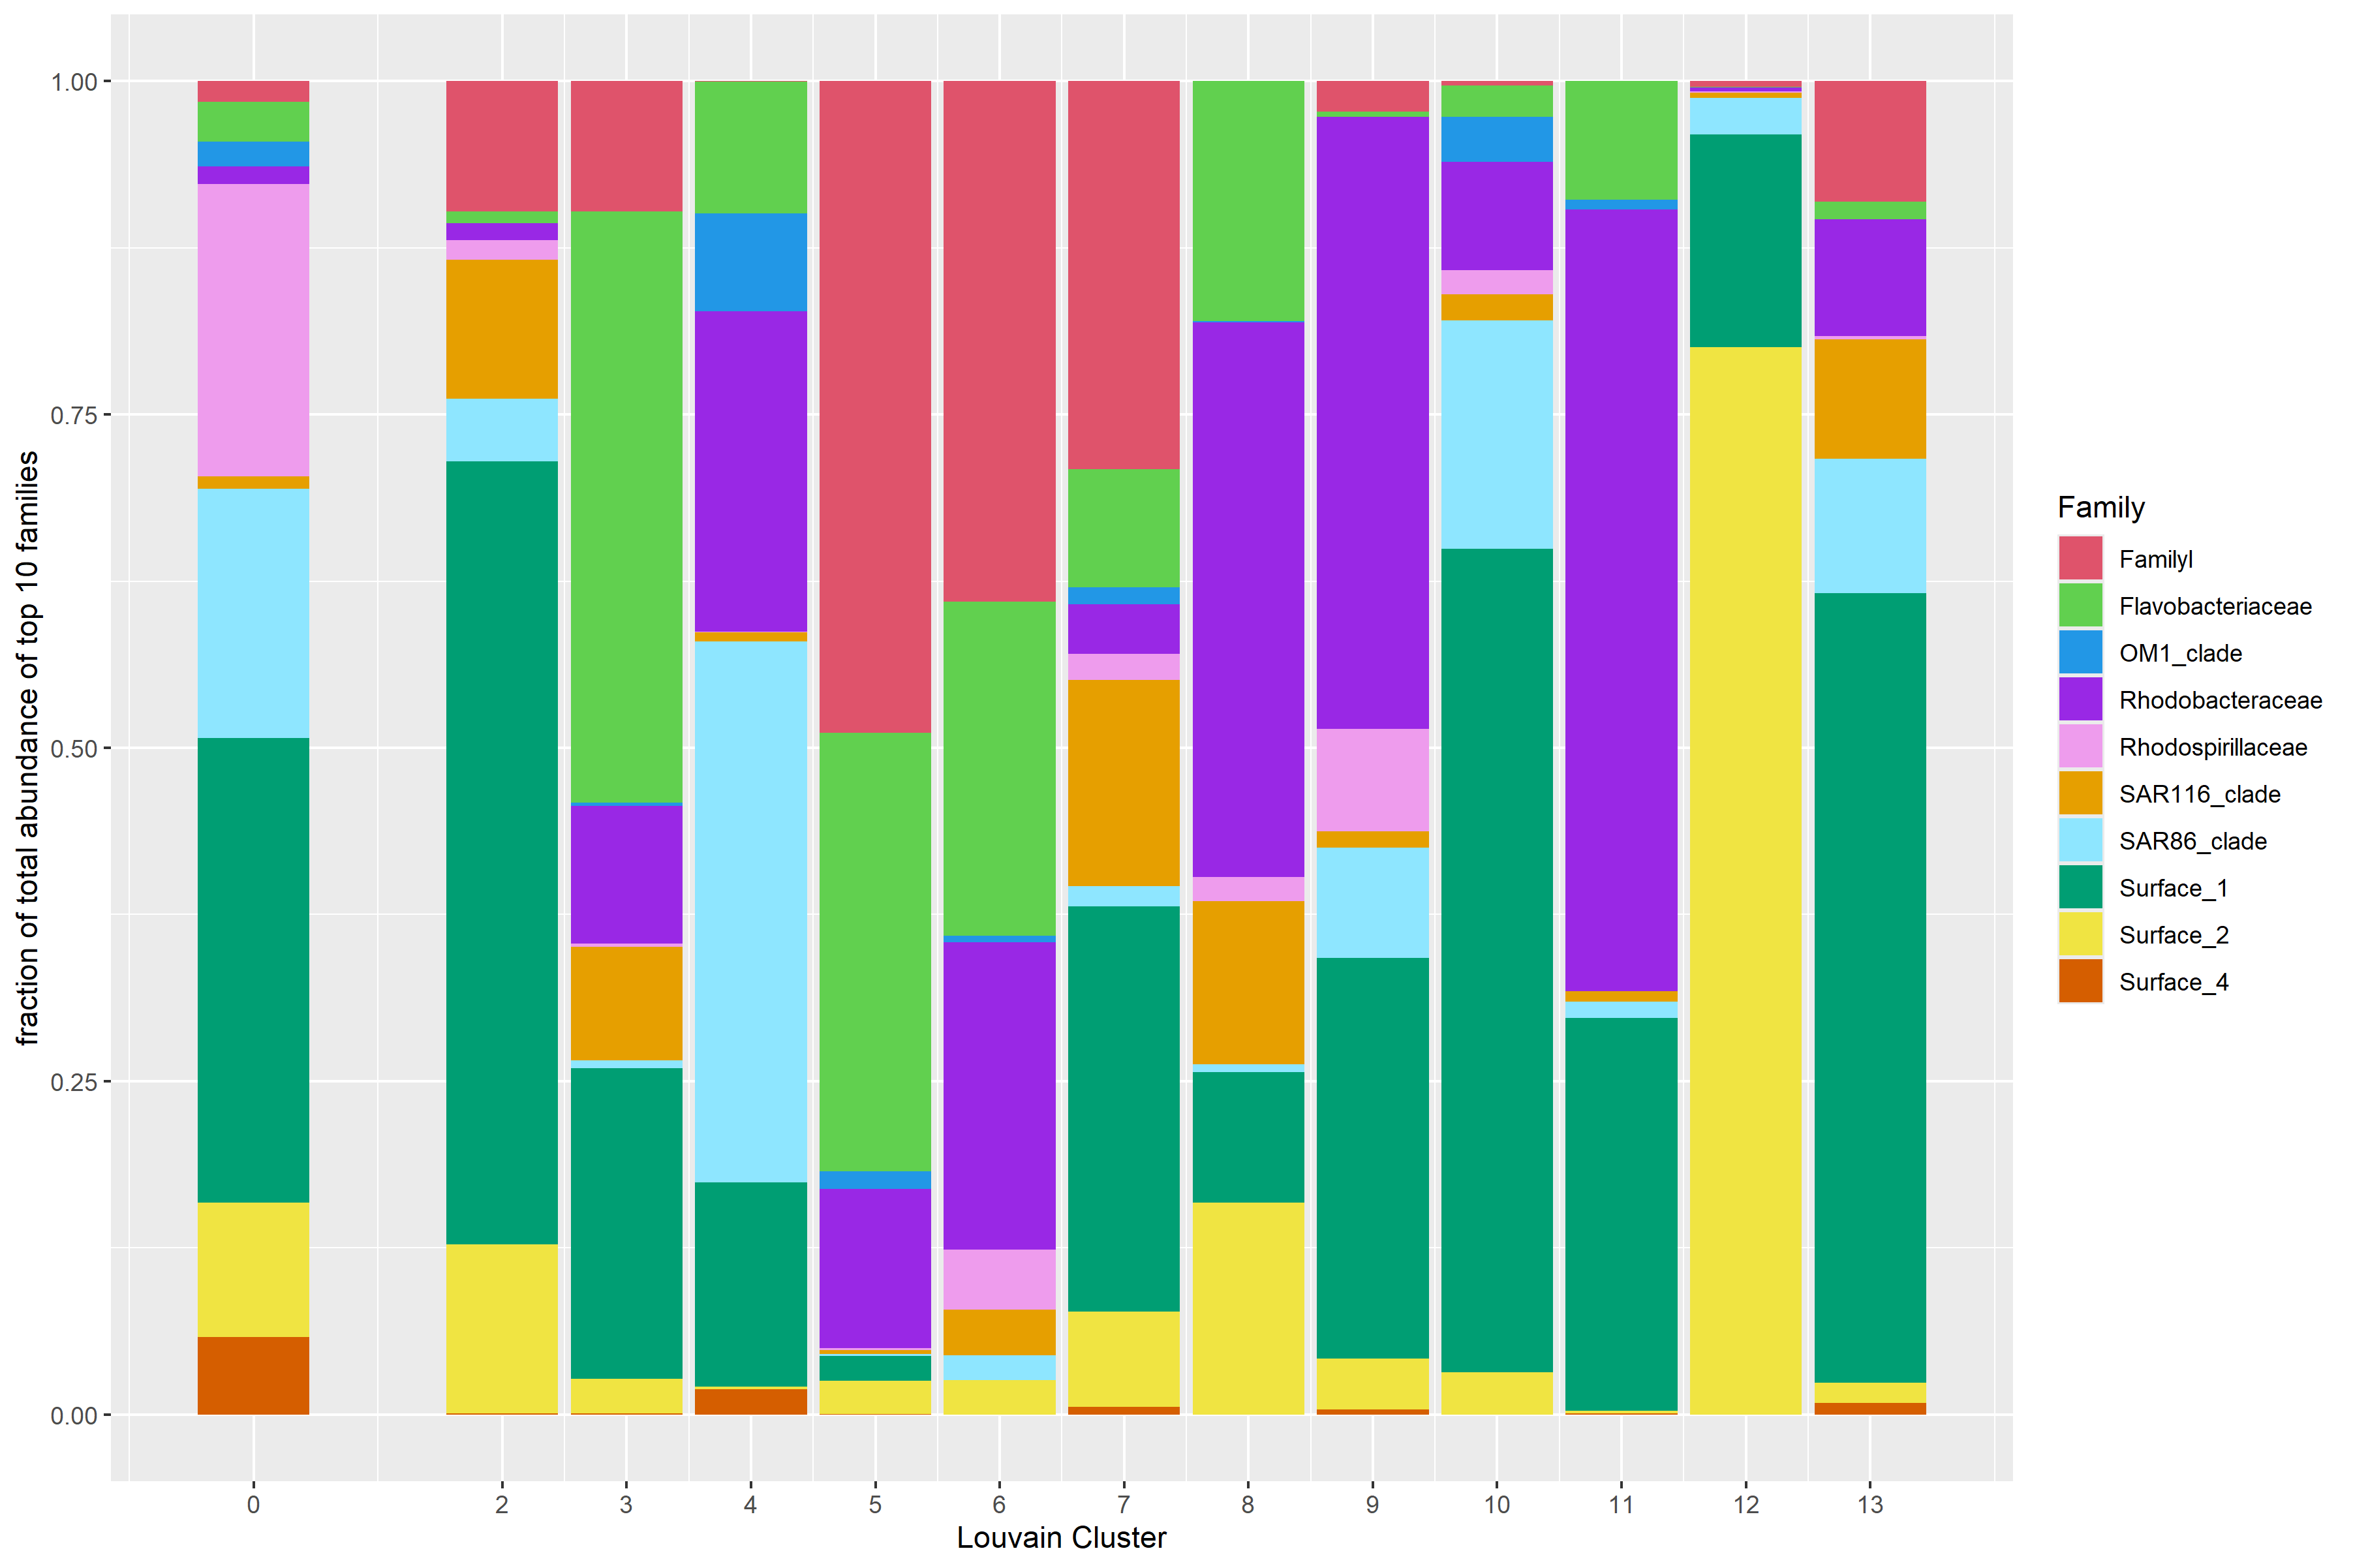 fraction of total abundance of top 10 families
1.00
0.75
0.50
0.25
0.00
0 2 3 4 5 6 7 8 9 10 11 12 13
Louvain Cluster
Family
FamilyI
Flavobacteriaceae
OM1_clade
Rhodobacteraceae
Rhodospirillaceae
SAR116_clade
SAR86_clade
Surface_1
Surface_2
Surface_4